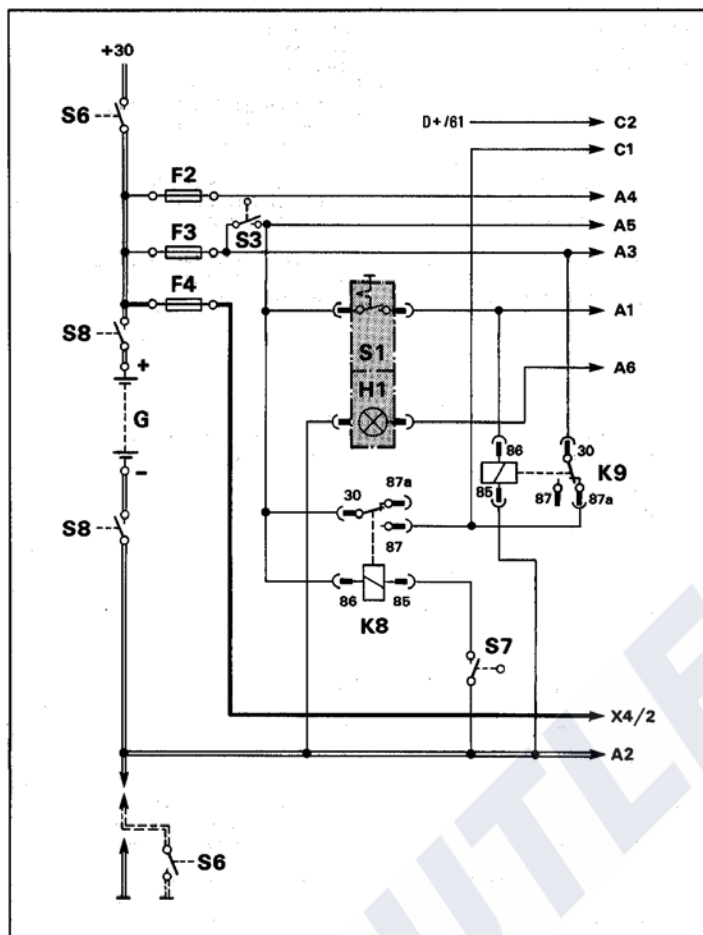 +30
S6
D+/61
C2
C1
F2
A4
A5
F3
S3
A3
F4
S1
A1
S8
H1
A6
+
G
86
30
K9
85
87
87a
-
30
87a
S8
87
86
85
K8
S7
X4/2
A2
S6
UTLE